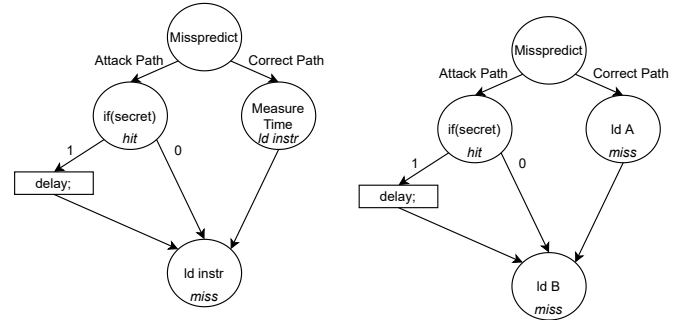 Misspredict
Attack Path
Correct Path
if(secret)
hit
Measure
Time
ld instr
1
0
delay;
ld instr
miss
Misspredict
Attack Path
Correct Path
if(secret)
hit
ld A
miss
1
0
delay;
ld B
miss